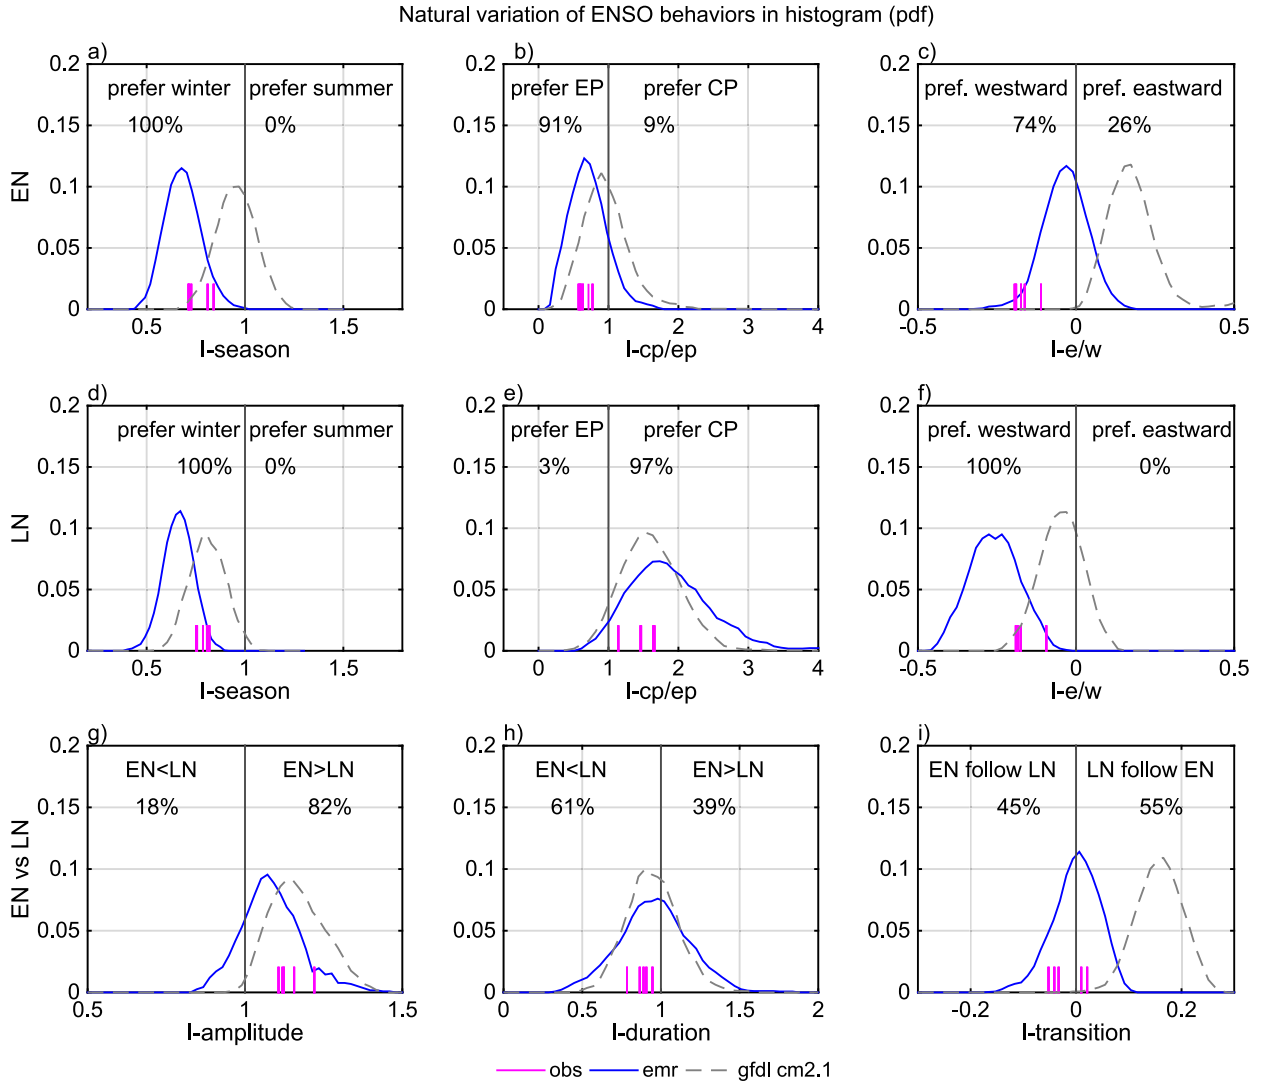 Natural variation of ENSO behaviors in histogram (pdf)
a)
b)
c)
0.2
0.2
0.2
prefer winter
prefer summer
prefer EP
prefer CP
pref. westward
pref. eastward
0.15
100%
0%
0.15
91%
9%
0.15
74%
26%
EN
0.1
0.1
0.1
0.05
0.05
0.05
0
0
0
0.5
1
1.5
0
1
2
3
4
-0.5
0
0.5
I-season
I-cp/ep
I-e/w
d)
e)
f)
0.2
0.2
0.2
prefer winter
prefer summer
prefer EP
prefer CP
pref. westward
pref. eastward
0.15
100%
0%
0.15
3%
97%
0.15
100%
0%
LN
0.1
0.1
0.1
0.05
0.05
0.05
0
0
0
0.5
1
1.5
0
1
2
3
4
-0.5
0
0.5
I-season
I-cp/ep
I-e/w
g)
h)
i)
0.2
0.2
0.2
EN<LN
EN>LN
EN<LN
EN>LN
EN follow LN
LN follow EN
0.15
18%
82%
0.15
61%
39%
0.15
45%
55%
EN vs LN
0.1
0.1
0.1
0.05
0.05
0.05
0
0
0
0.5
1
1.5
0
0.5
1
1.5
2
-0.2
0
0.2
I-amplitude
I-duration
I-transition
obs
emr
gfdl cm2.1